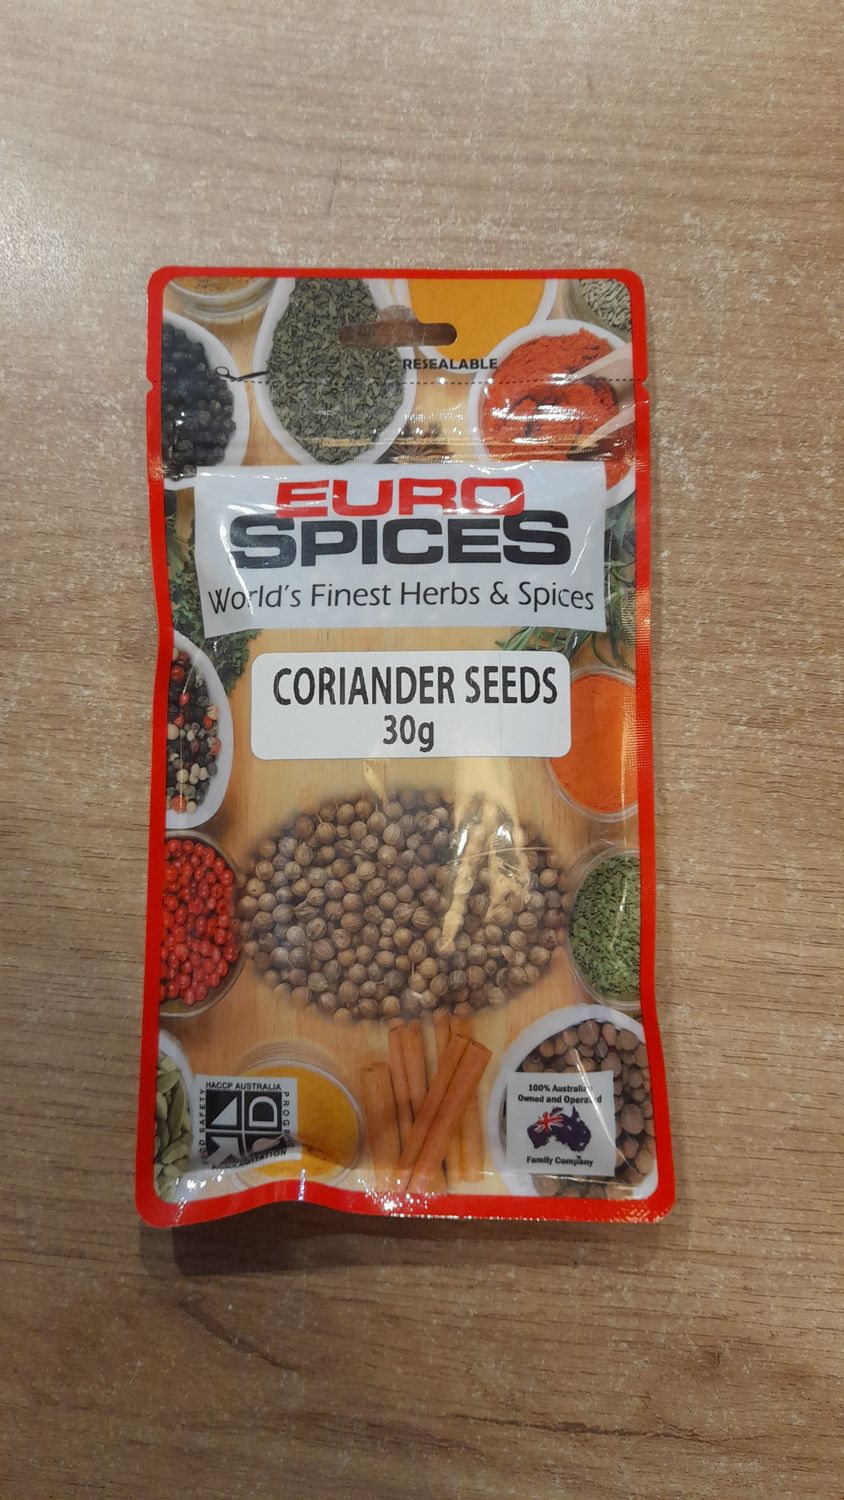 RESEALABLE
EURO
SPICES
World's Finest Herbs & Spices
CORIANDER SEEDS
30g
HACCP AUSTRALIA
100% Australian
Owned and Operated
Family Company